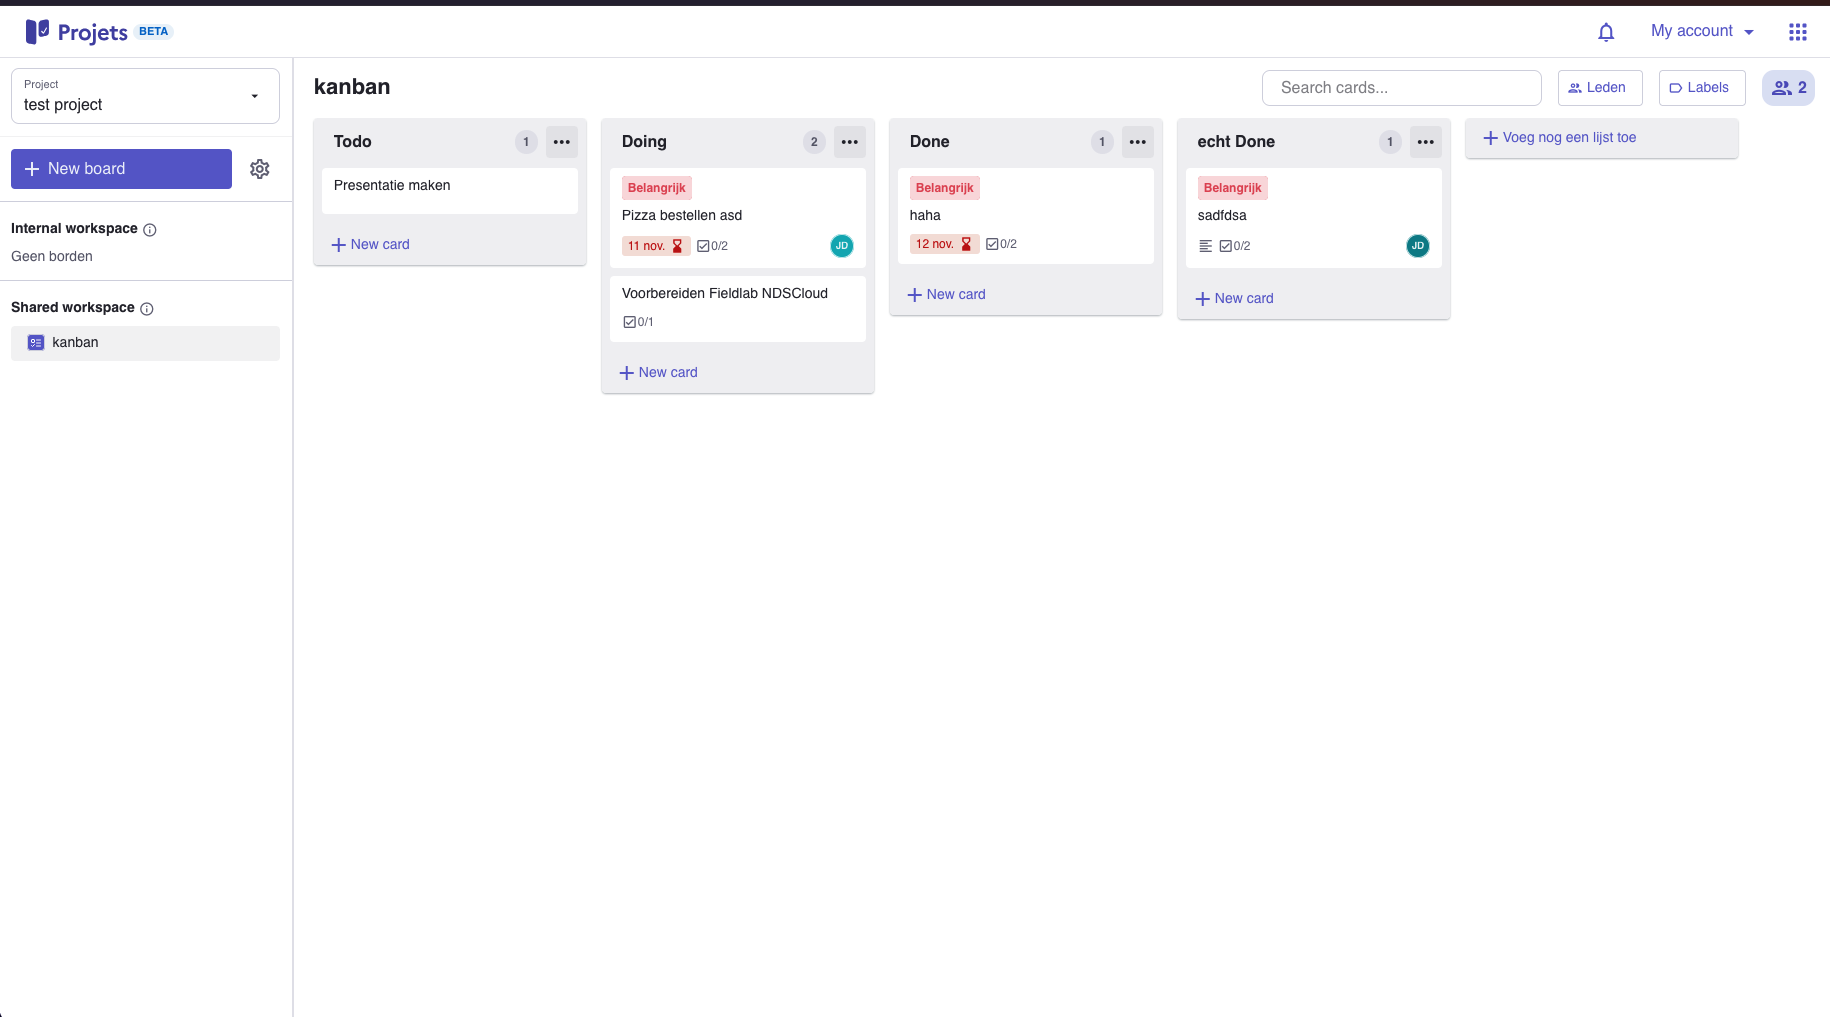 Projets BETA
My account
Project
test project
New board
Internal workspace
Geen borden
Shared workspace
kanban
kanban
Search cards...
Leden
Labels
2
Todo 1
Presentatie maken
New card
Doing 2
Belangrijk
Pizza bestellen asd
11 nov. 0/2 JD
Voorbereiden Fieldlab NDSCloud
0/1
New card
Done 1
Belangrijk
haha
12 nov. 0/2
New card
echt Done 1
Belangrijk
sadfdsa
0/2 JD
New card
Voeg nog een lijst toe